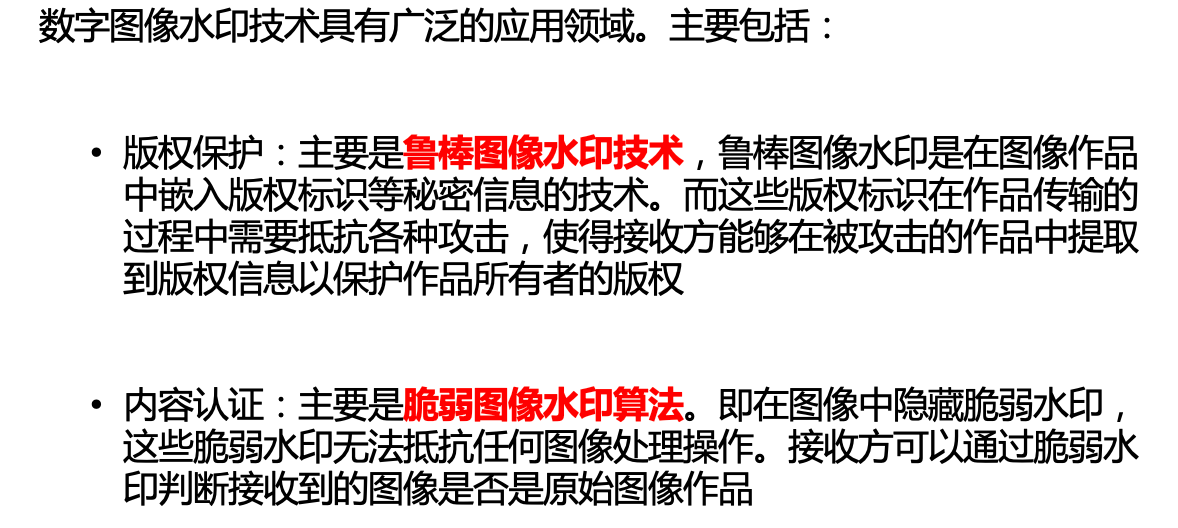 数字图像水印技术具有广泛的应用领域。主要包括：
• 版权保护：主要是鲁棒图像水印技术，鲁棒图像水印是在图像作品
中嵌入版权标识等秘密信息的技术。而这些版权标识在作品传输的
过程中需要抵抗各种攻击，使得接收方能够在被攻击的作品中提取
到版权信息以保护作品所有者的版权
• 内容认证：主要是脆弱图像水印算法。即在图像中隐藏脆弱水印，
这些脆弱水印无法抵抗任何图像处理操作。接收方可以通过脆弱水
印判断接收到的图像是否是原始图像作品